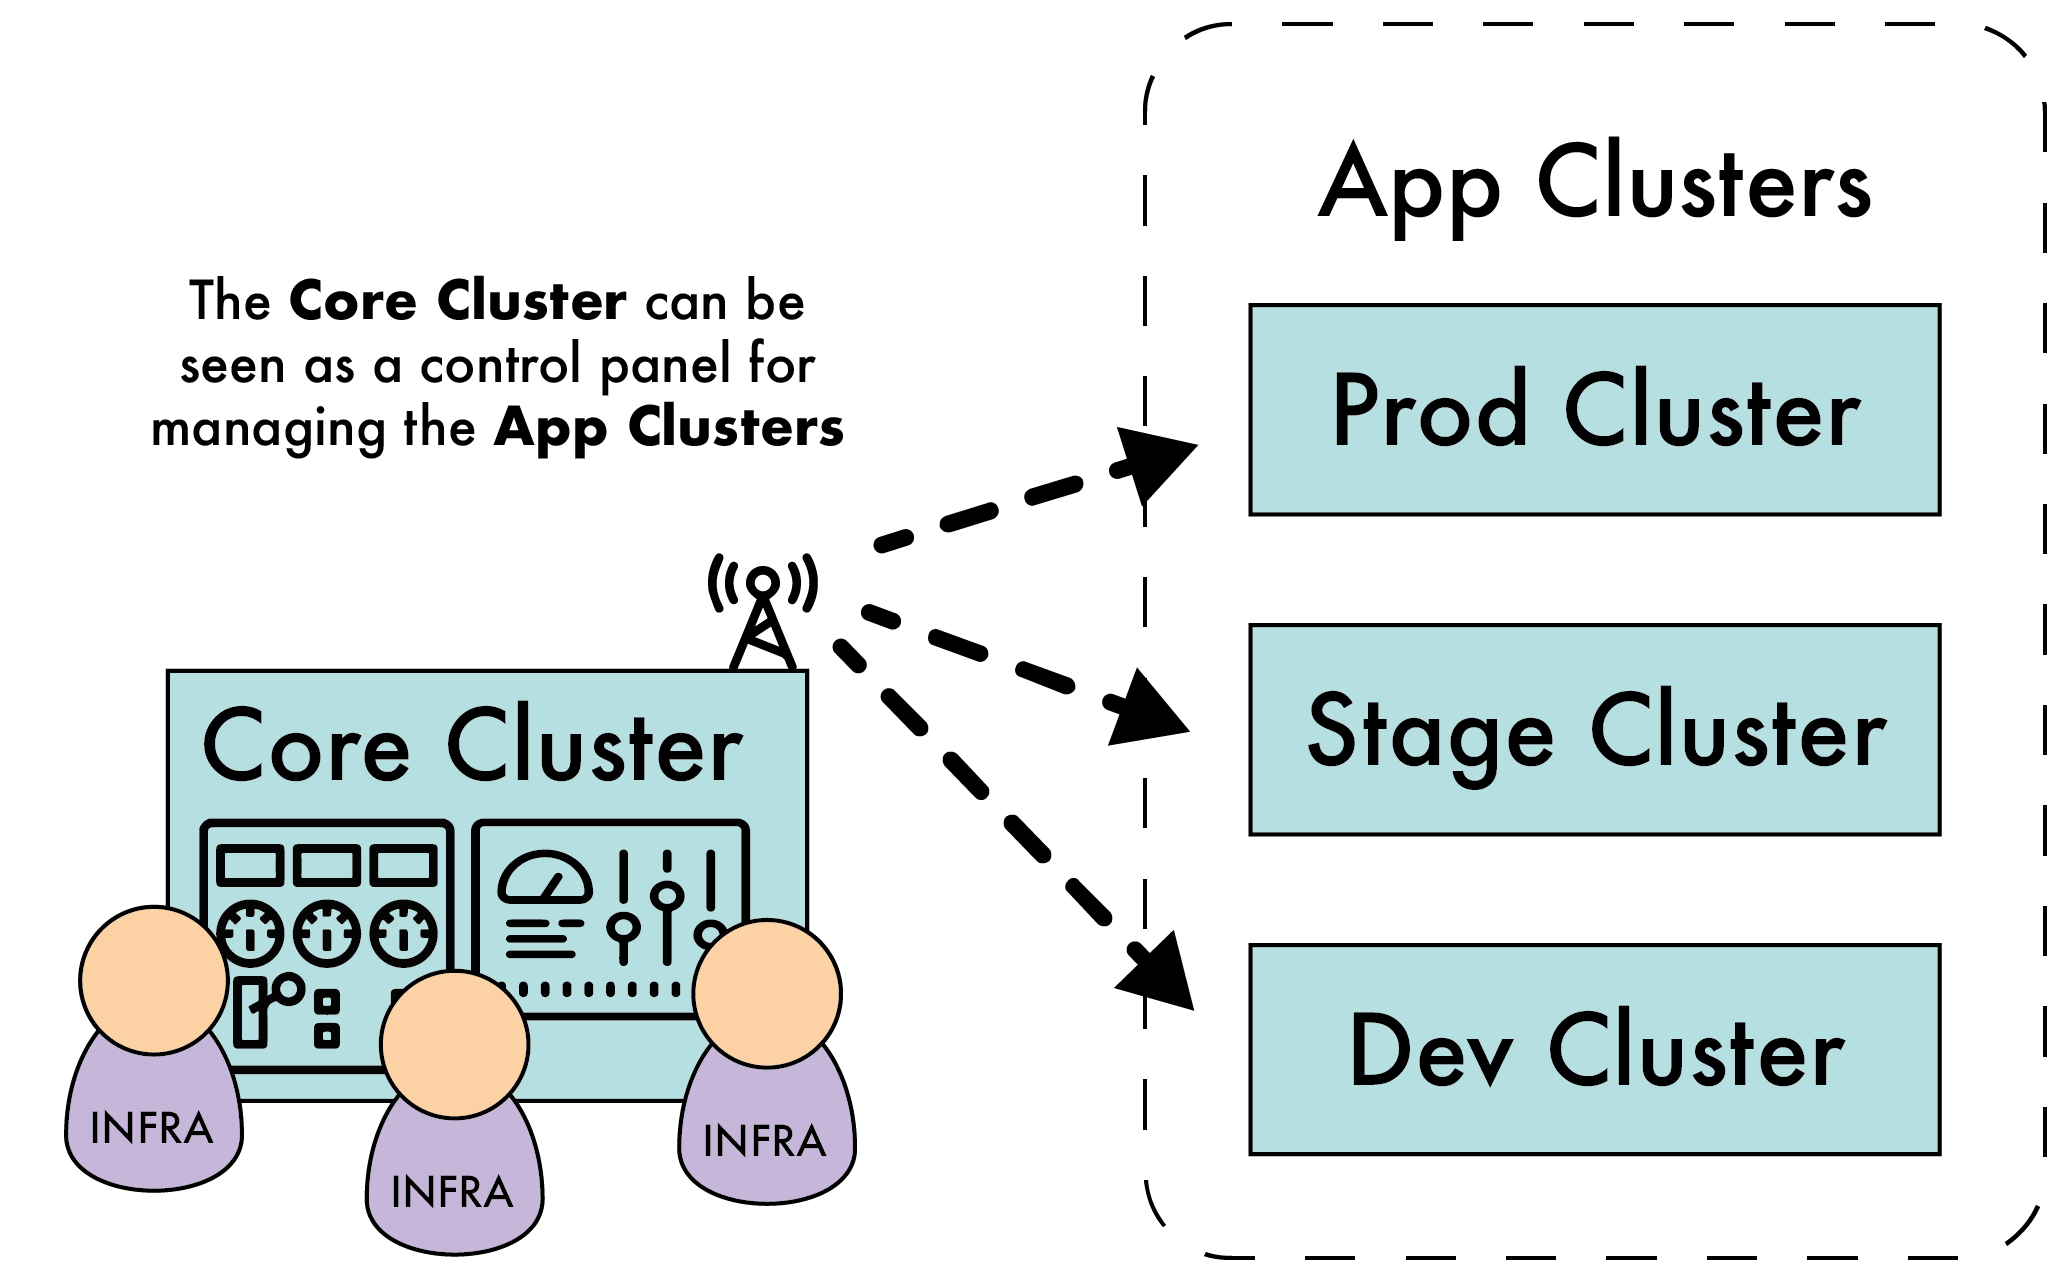 The Core Cluster can be
seen as a control panel for
managing the App Clusters
Core Cluster
INFRA
INFRA
INFRA
App Clusters
Prod Cluster
Stage Cluster
Dev Cluster